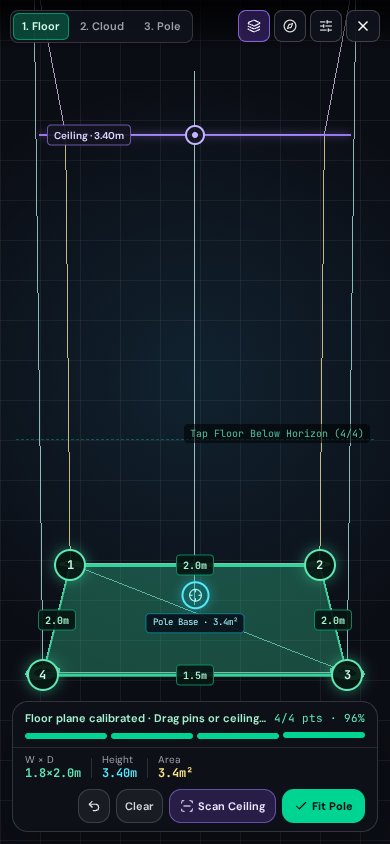 1. Floor
2. Cloud
3. Pole
Ceiling · 3.40m
Tap Floor Below Horizon (4/4)
1
2.0m
2
2.0m
Pole Base · 3.4m²
2.0m
4
1.5m
3
Floor plane calibrated · Drag pins or ceiling… 4/4 pts · 96%
W × D
1.8×2.0m
Height
3.40m
Area
3.4m²
Clear
Scan Ceiling
Fit Pole